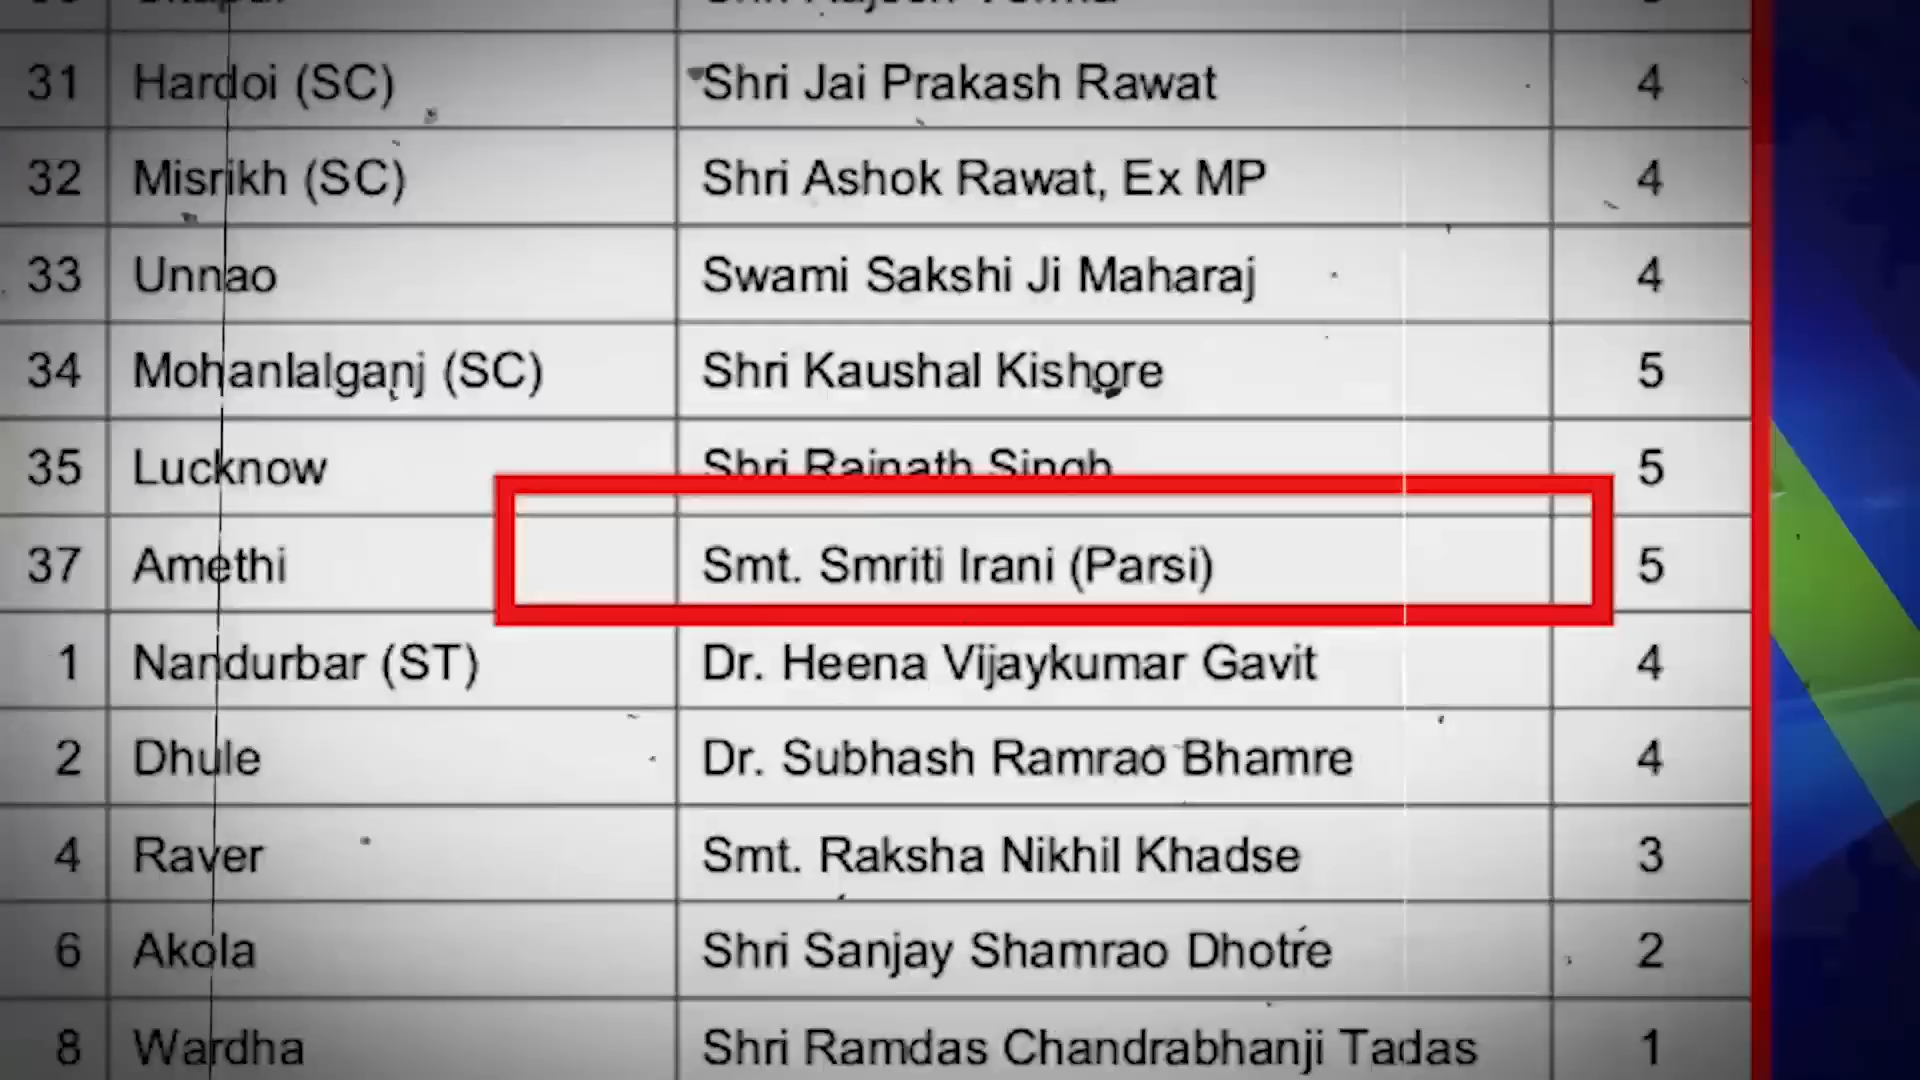 31 Hardoi (SC) Shri Jai Prakash Rawat 4
32 Misrikh (SC) Shri Ashok Rawat, Ex MP 4
33 Unnao Swami Sakshi Ji Maharaj 4
34 Mohanlalganj (SC) Shri Kaushal Kishore 5
35 Lucknow Shri Rajnath Singh 5
37 Amethi Smt. Smriti Irani (Parsi) 5
1 Nandurbar (ST) Dr. Heena Vijaykumar Gavit 4
2 Dhule Dr. Subhash Ramrao Bhamre 4
4 Raver Smt. Raksha Nikhil Khadse 3
6 Akola Shri Sanjay Shamrao Dhotre 2
8 Wardha Shri Ramdas Chandrabhanji Tadas 1